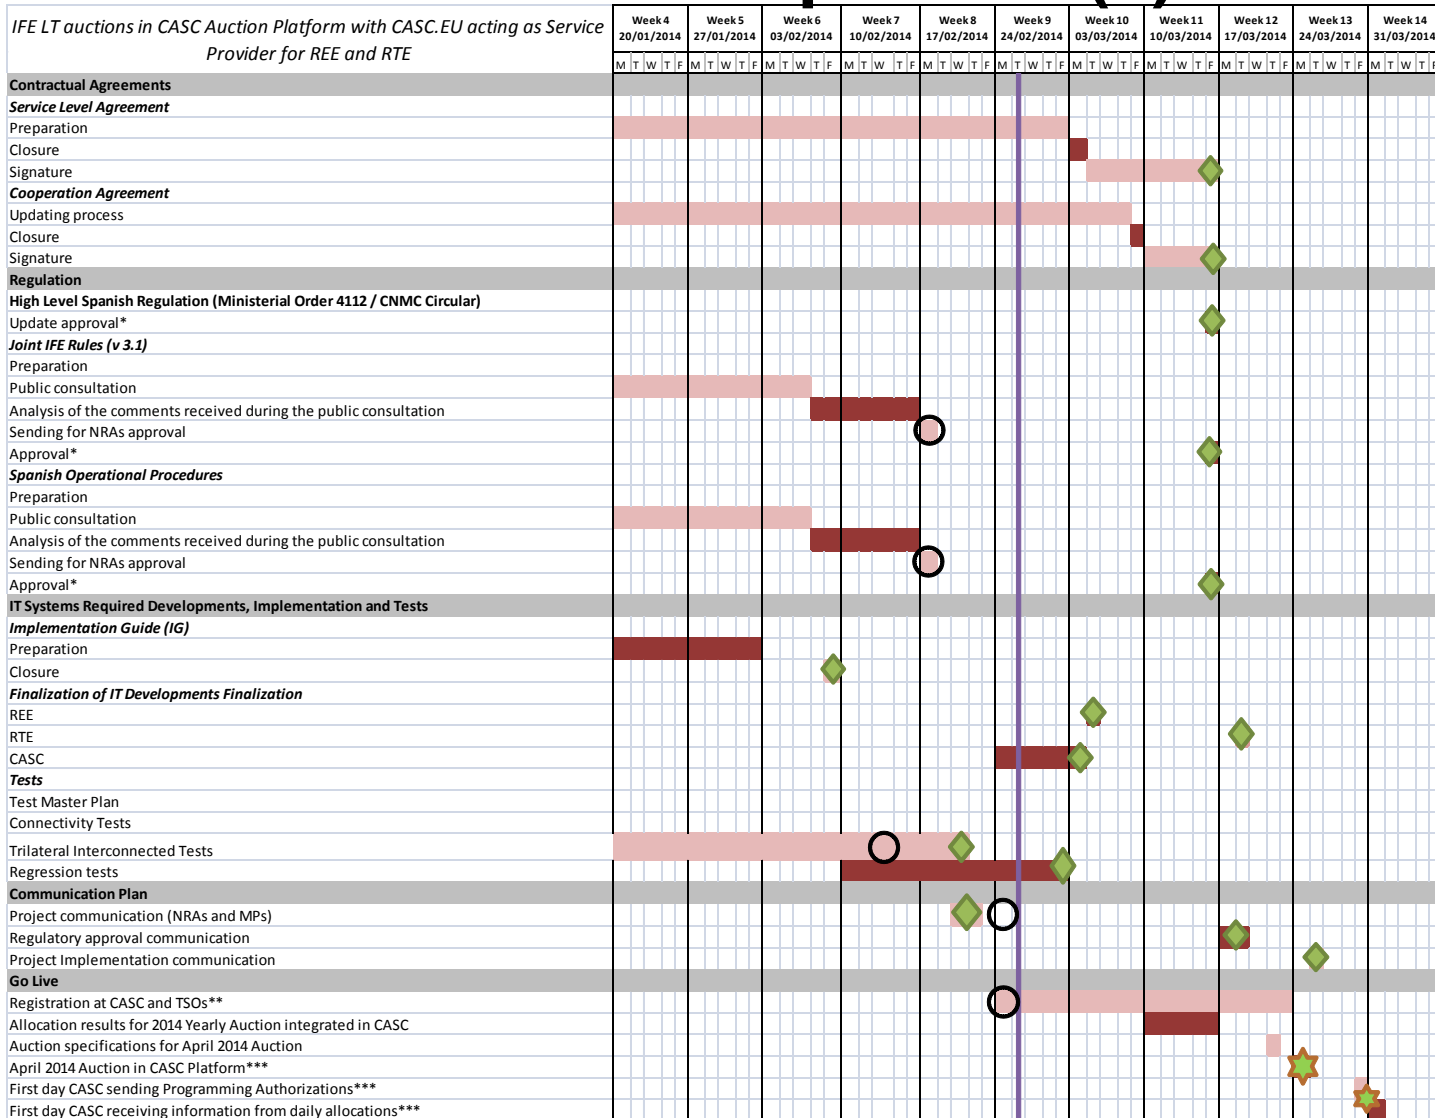 IFE LT auctions in CASC Auction Platform with CASC.EU acting as Service
Provider for REE and RTE
Week 4 Week 5 Week 6 Week 7 Week 8 Week 9 Week 10 Week 11 Week 12 Week 13 Week 14
20/01/2014 27/01/2014 03/02/2014 10/02/2014 17/02/2014 24/02/2014 03/03/2014 10/03/2014 17/03/2014 24/03/2014 31/03/2014
M T W T F M T W T F M T W T F M T W T F M T W T F M T W T F M T W T F M T W T F M T W T F M T W T F M T W T F
Contractual Agreements
Service Level Agreement
Preparation
Closure
Signature
Cooperation Agreement
Updating process
Closure
Signature
Regulation
High Level Spanish Regulation (Ministerial Order 4112 / CNMC Circular)
Update approval*
Joint IFE Rules (v 3.1)
Preparation
Public consultation
Analysis of the comments received during the public consultation
Sending for NRAs approval
Approval*
Spanish Operational Procedures
Preparation
Public consultation
Analysis of the comments received during the public consultation
Sending for NRAs approval
Approval*
IT Systems Required Developments, Implementation and Tests
Implementation Guide (IG)
Preparation
Closure
Finalization of IT Developments Finalization
REE
RTE
CASC
Tests
Test Master Plan
Connectivity Tests
Trilateral Interconnected Tests
Regression tests
Communication Plan
Project communication (NRAs and MPs)
Regulatory approval communication
Project Implementation communication
Go Live
Registration at CASC and TSOs**
Allocation results for 2014 Yearly Auction integrated in CASC
Auction specifications for April 2014 Auction
April 2014 Auction in CASC Platform***
First day CASC sending Programming Authorizations***
First day CASC receiving information from daily allocations***